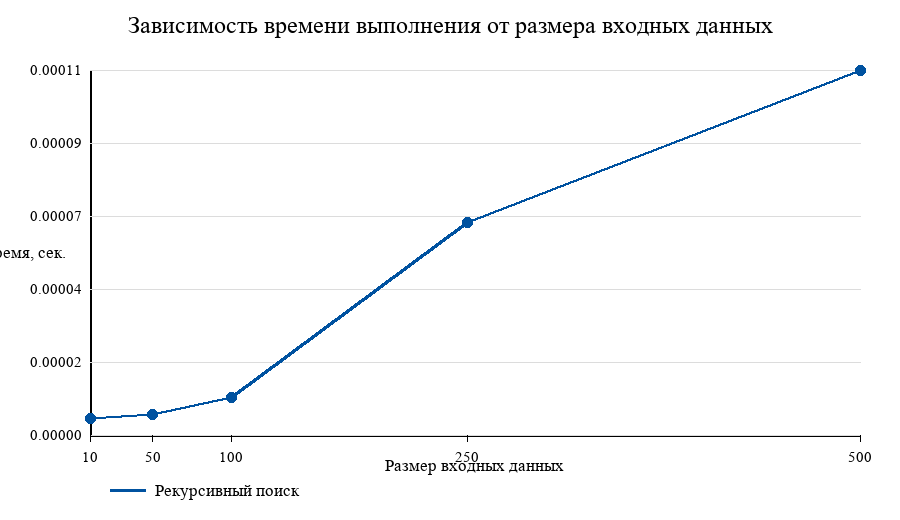 Зависимость времени выполнения от размера входных данных
0.00011
0.00009
0.00007
емя, сек.
0.00004
0.00002
0.00000
10 50 100 250 500
Размер входных данных
Рекурсивный поиск